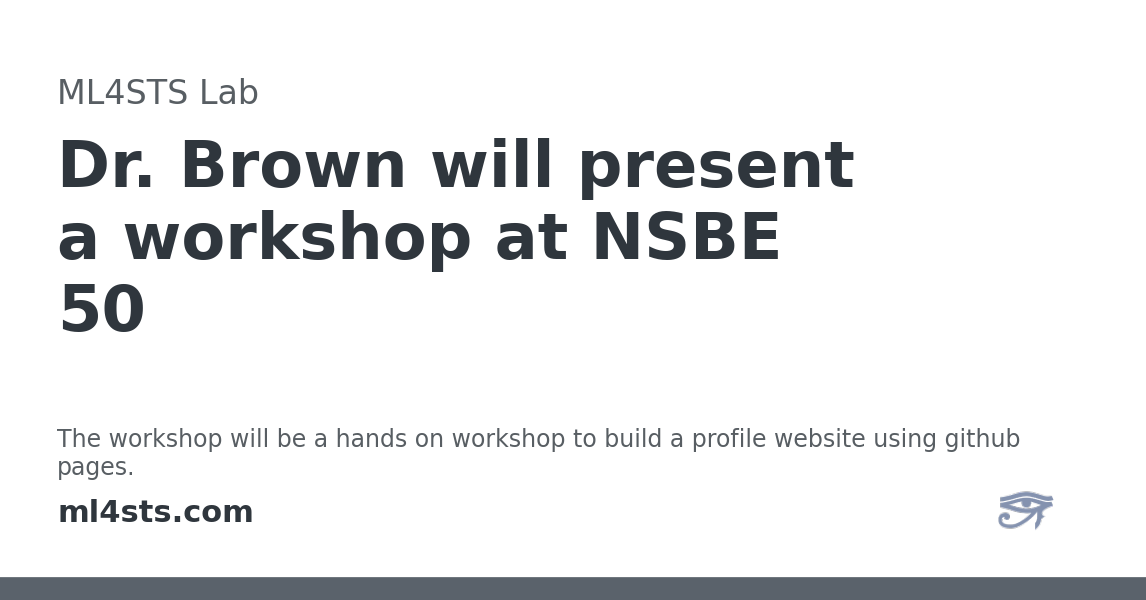 ML4STS Lab
Dr. Brown will present
a workshop at NSBE
50
The workshop will be a hands on workshop to build a profile website using github
pages.
ml4sts.com